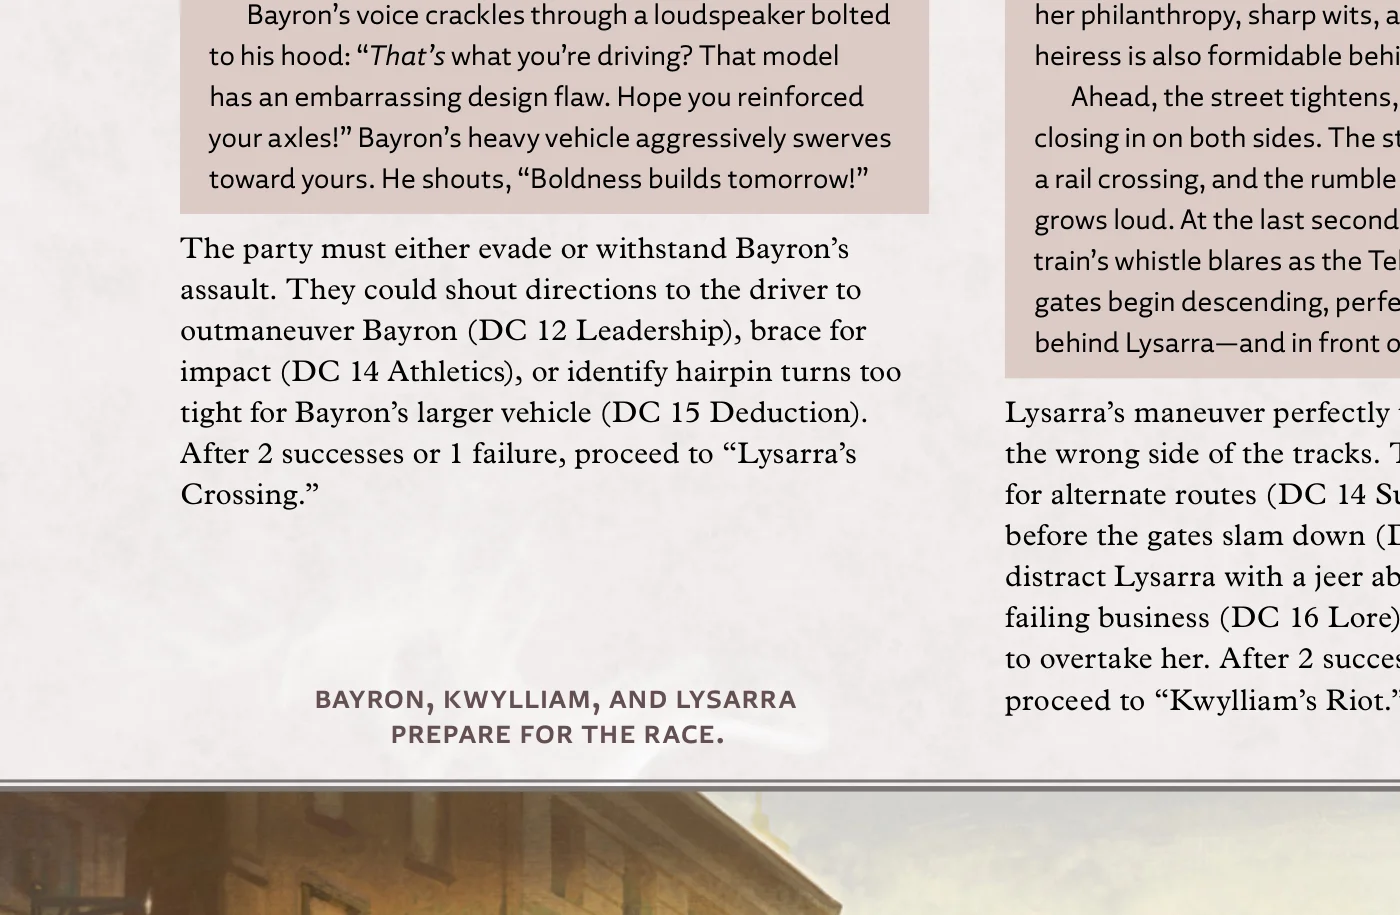 Bayron’s voice crackles through a loudspeaker bolted
to his hood: “That’s what you’re driving? That model
has an embarrassing design flaw. Hope you reinforced
your axles!” Bayron’s heavy vehicle aggressively swerves
toward yours. He shouts, “Boldness builds tomorrow!”
The party must either evade or withstand Bayron’s
assault. They could shout directions to the driver to
outmaneuver Bayron (DC 12 Leadership), brace for
impact (DC 14 Athletics), or identify hairpin turns too
tight for Bayron’s larger vehicle (DC 15 Deduction).
After 2 successes or 1 failure, proceed to “Lysarra’s
Crossing.”
BAYRON, KWYLLIAM, AND LYSARRA
PREPARE FOR THE RACE.
her philanthropy, sharp wits,
heiress is also formidable
Ahead, the street tightens,
closing in on both sides. The
a rail crossing, and the rumble
grows loud. At the last second
train’s whistle blares as the
gates begin descending,
behind Lysarra—and in front
Lysarra’s maneuver perfectly
the wrong side of the tracks.
for alternate routes (DC 14
before the gates slam down
distract Lysarra with a jeer
failing business (DC 16 Lore)
to overtake her. After 2
proceed to “Kwylliam’s Riot.”